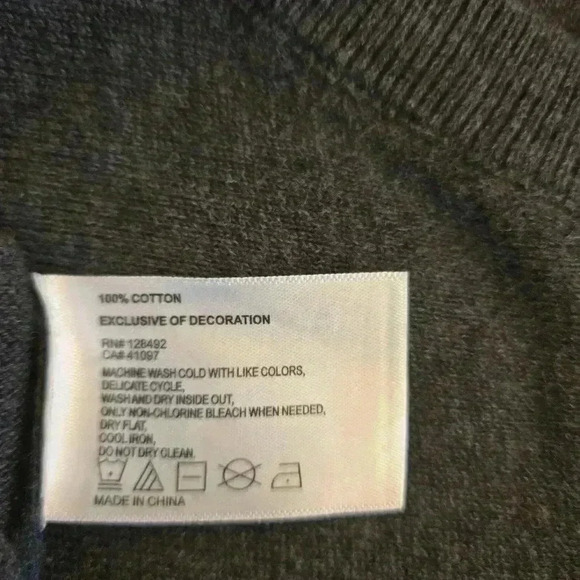 100% COTTON
EXCLUSIVE OF DECORATION
RN# 128492
CA# 41097
MACHINE WASH COLD WITH LIKE COLORS,
DELICATE CYCLE,
WASH AND DRY INSIDE OUT,
ONLY NON-CHLORINE BLEACH WHEN NEEDED,
DRY FLAT,
COOL IRON,
DO NOT DRY CLEAN.
MADE IN CHINA